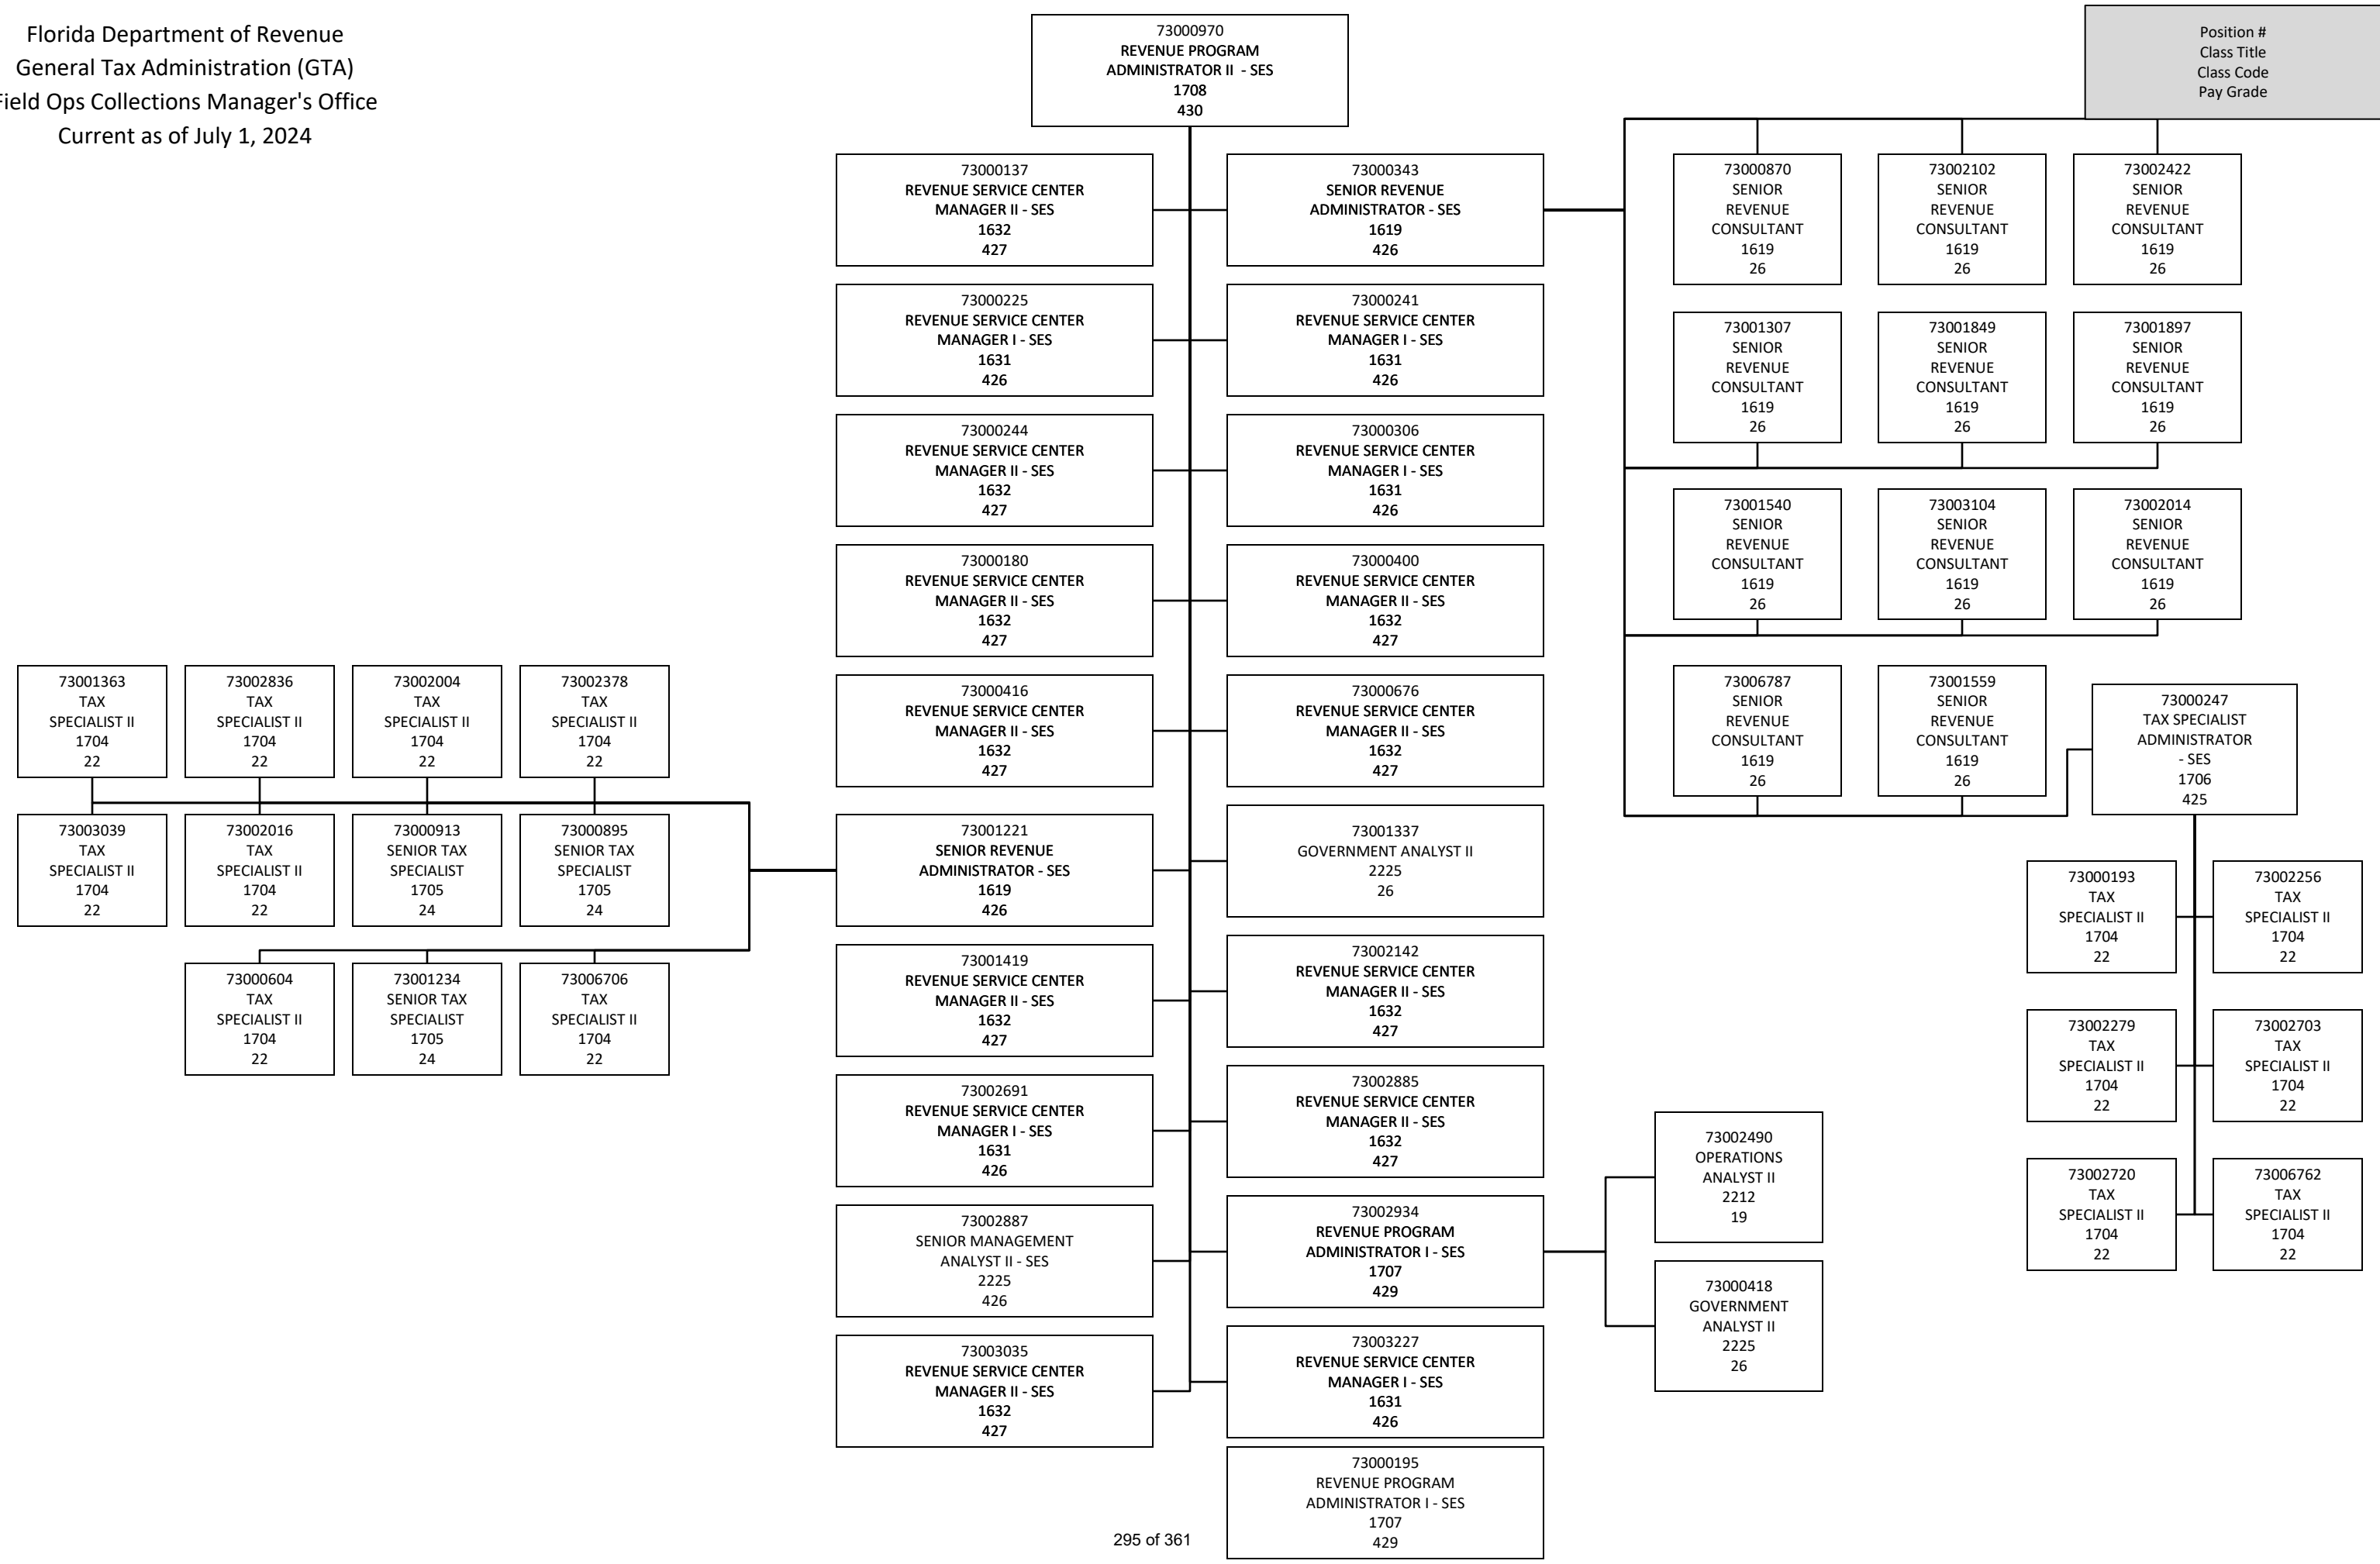 Florida Department of Revenue
General Tax Administration (GTA)
Field Ops Collections Manager's Office
Current as of July 1, 2024
73000970
REVENUE PROGRAM
ADMINISTRATOR II - SES
1708
430
Position #
Class Title
Class Code
Pay Grade
73000137
REVENUE SERVICE CENTER
MANAGER II - SES
1632
427
73000343
SENIOR REVENUE
ADMINISTRATOR - SES
1619
426
73000870
SENIOR
REVENUE
CONSULTANT
1619
26
73002102
SENIOR
REVENUE
CONSULTANT
1619
26
73002422
SENIOR
REVENUE
CONSULTANT
1619
26
73000225
REVENUE SERVICE CENTER
MANAGER I - SES
1631
426
73000241
REVENUE SERVICE CENTER
MANAGER I - SES
1631
426
73001307
SENIOR
REVENUE
CONSULTANT
1619
26
73001849
SENIOR
REVENUE
CONSULTANT
1619
26
73001897
SENIOR
REVENUE
CONSULTANT
1619
26
73000244
REVENUE SERVICE CENTER
MANAGER II - SES
1632
427
73000306
REVENUE SERVICE CENTER
MANAGER I - SES
1631
426
73001540
SENIOR
REVENUE
CONSULTANT
1619
26
73003104
SENIOR
REVENUE
CONSULTANT
1619
26
73002014
SENIOR
REVENUE
CONSULTANT
1619
26
73000180
REVENUE SERVICE CENTER
MANAGER II - SES
1632
427
73000400
REVENUE SERVICE CENTER
MANAGER II - SES
1632
427
73001363
TAX
SPECIALIST II
1704
22
73002836
TAX
SPECIALIST II
1704
22
73002004
TAX
SPECIALIST II
1704
22
73002378
TAX
SPECIALIST II
1704
22
73000416
REVENUE SERVICE CENTER
MANAGER II - SES
1632
427
73000676
REVENUE SERVICE CENTER
MANAGER II - SES
1632
427
73006787
SENIOR
REVENUE
CONSULTANT
1619
26
73001559
SENIOR
REVENUE
CONSULTANT
1619
26
73000247
TAX SPECIALIST
ADMINISTRATOR
- SES
1706
425
73003039
TAX
SPECIALIST II
1704
22
73002016
TAX
SPECIALIST II
1704
22
73000913
SENIOR TAX
SPECIALIST
1705
24
73000895
SENIOR TAX
SPECIALIST
1705
24
73001221
SENIOR REVENUE
ADMINISTRATOR - SES
1619
426
73001337
GOVERNMENT ANALYST II
2225
26
73000193
TAX
SPECIALIST II
1704
22
73002256
TAX
SPECIALIST II
1704
22
73000604
TAX
SPECIALIST II
1704
22
73001234
SENIOR TAX
SPECIALIST
1705
24
73006706
TAX
SPECIALIST II
1704
22
73001419
REVENUE SERVICE CENTER
MANAGER II - SES
1632
427
73002142
REVENUE SERVICE CENTER
MANAGER II - SES
1632
427
73002279
TAX
SPECIALIST II
1704
22
73002703
TAX
SPECIALIST II
1704
22
73002691
REVENUE SERVICE CENTER
MANAGER I - SES
1631
426
73002885
REVENUE SERVICE CENTER
MANAGER II - SES
1632
427
73002490
OPERATIONS
ANALYST II
2212
19
73002720
TAX
SPECIALIST II
1704
22
73006762
TAX
SPECIALIST II
1704
22
73002887
SENIOR MANAGEMENT
ANALYST II - SES
2225
426
73002934
REVENUE PROGRAM
ADMINISTRATOR I - SES
1707
429
73000418
GOVERNMENT
ANALYST II
2225
26
73003035
REVENUE SERVICE CENTER
MANAGER II - SES
1632
427
73003227
REVENUE SERVICE CENTER
MANAGER I - SES
1631
426
73000195
REVENUE PROGRAM
ADMINISTRATOR I - SES
1707
429
295 of 361